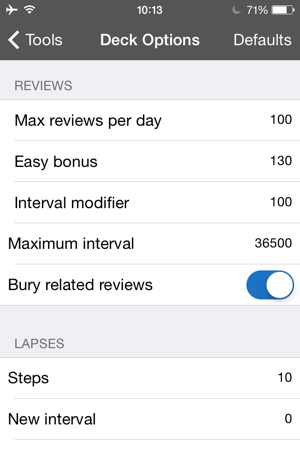 10:13
71%
Tools
Deck Options
Defaults
REVIEWS
Max reviews per day 100
Easy bonus 130
Interval modifier 100
Maximum interval 36500
Bury related reviews
LAPSES
Steps 10
New interval 0